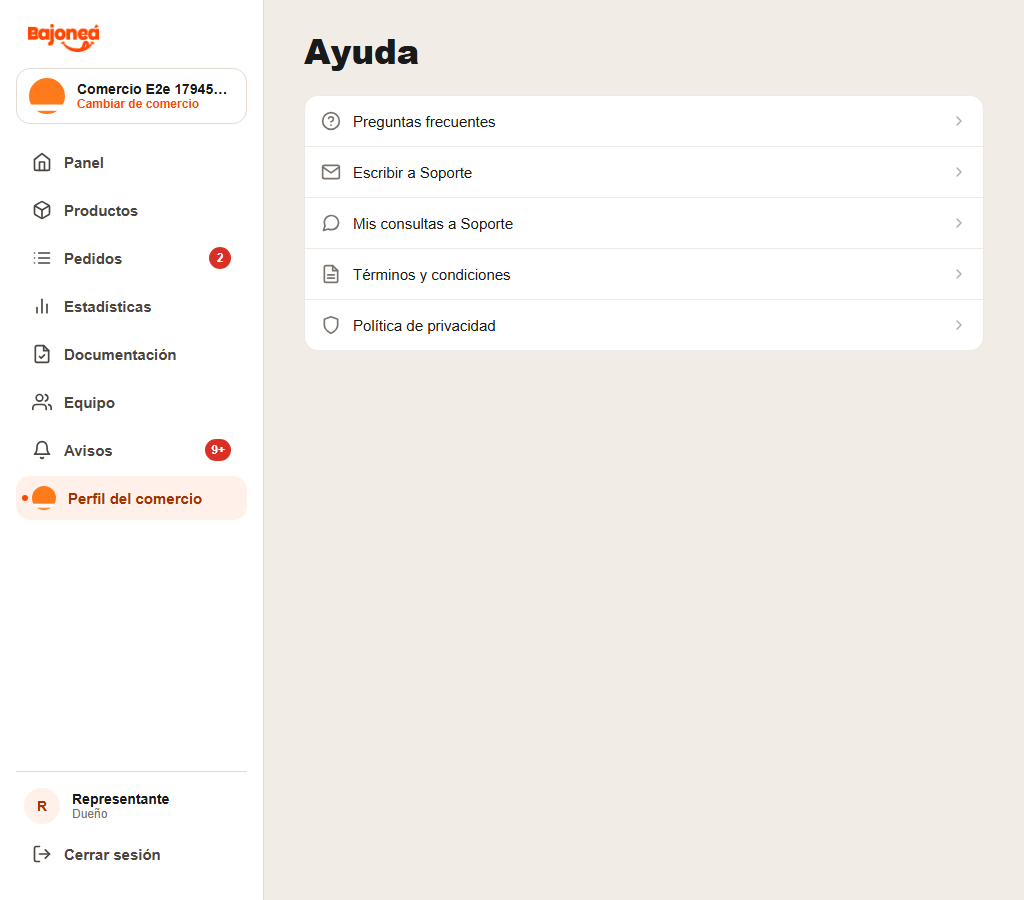 Bajoneá
Comercio E2e 17945...
Cambiar de comercio
Panel
Productos
Pedidos 2
Estadísticas
Documentación
Equipo
Avisos 9+
Perfil del comercio
R
Representante
Dueño
Cerrar sesión
Ayuda
Preguntas frecuentes
Escribir a Soporte
Mis consultas a Soporte
Términos y condiciones
Política de privacidad